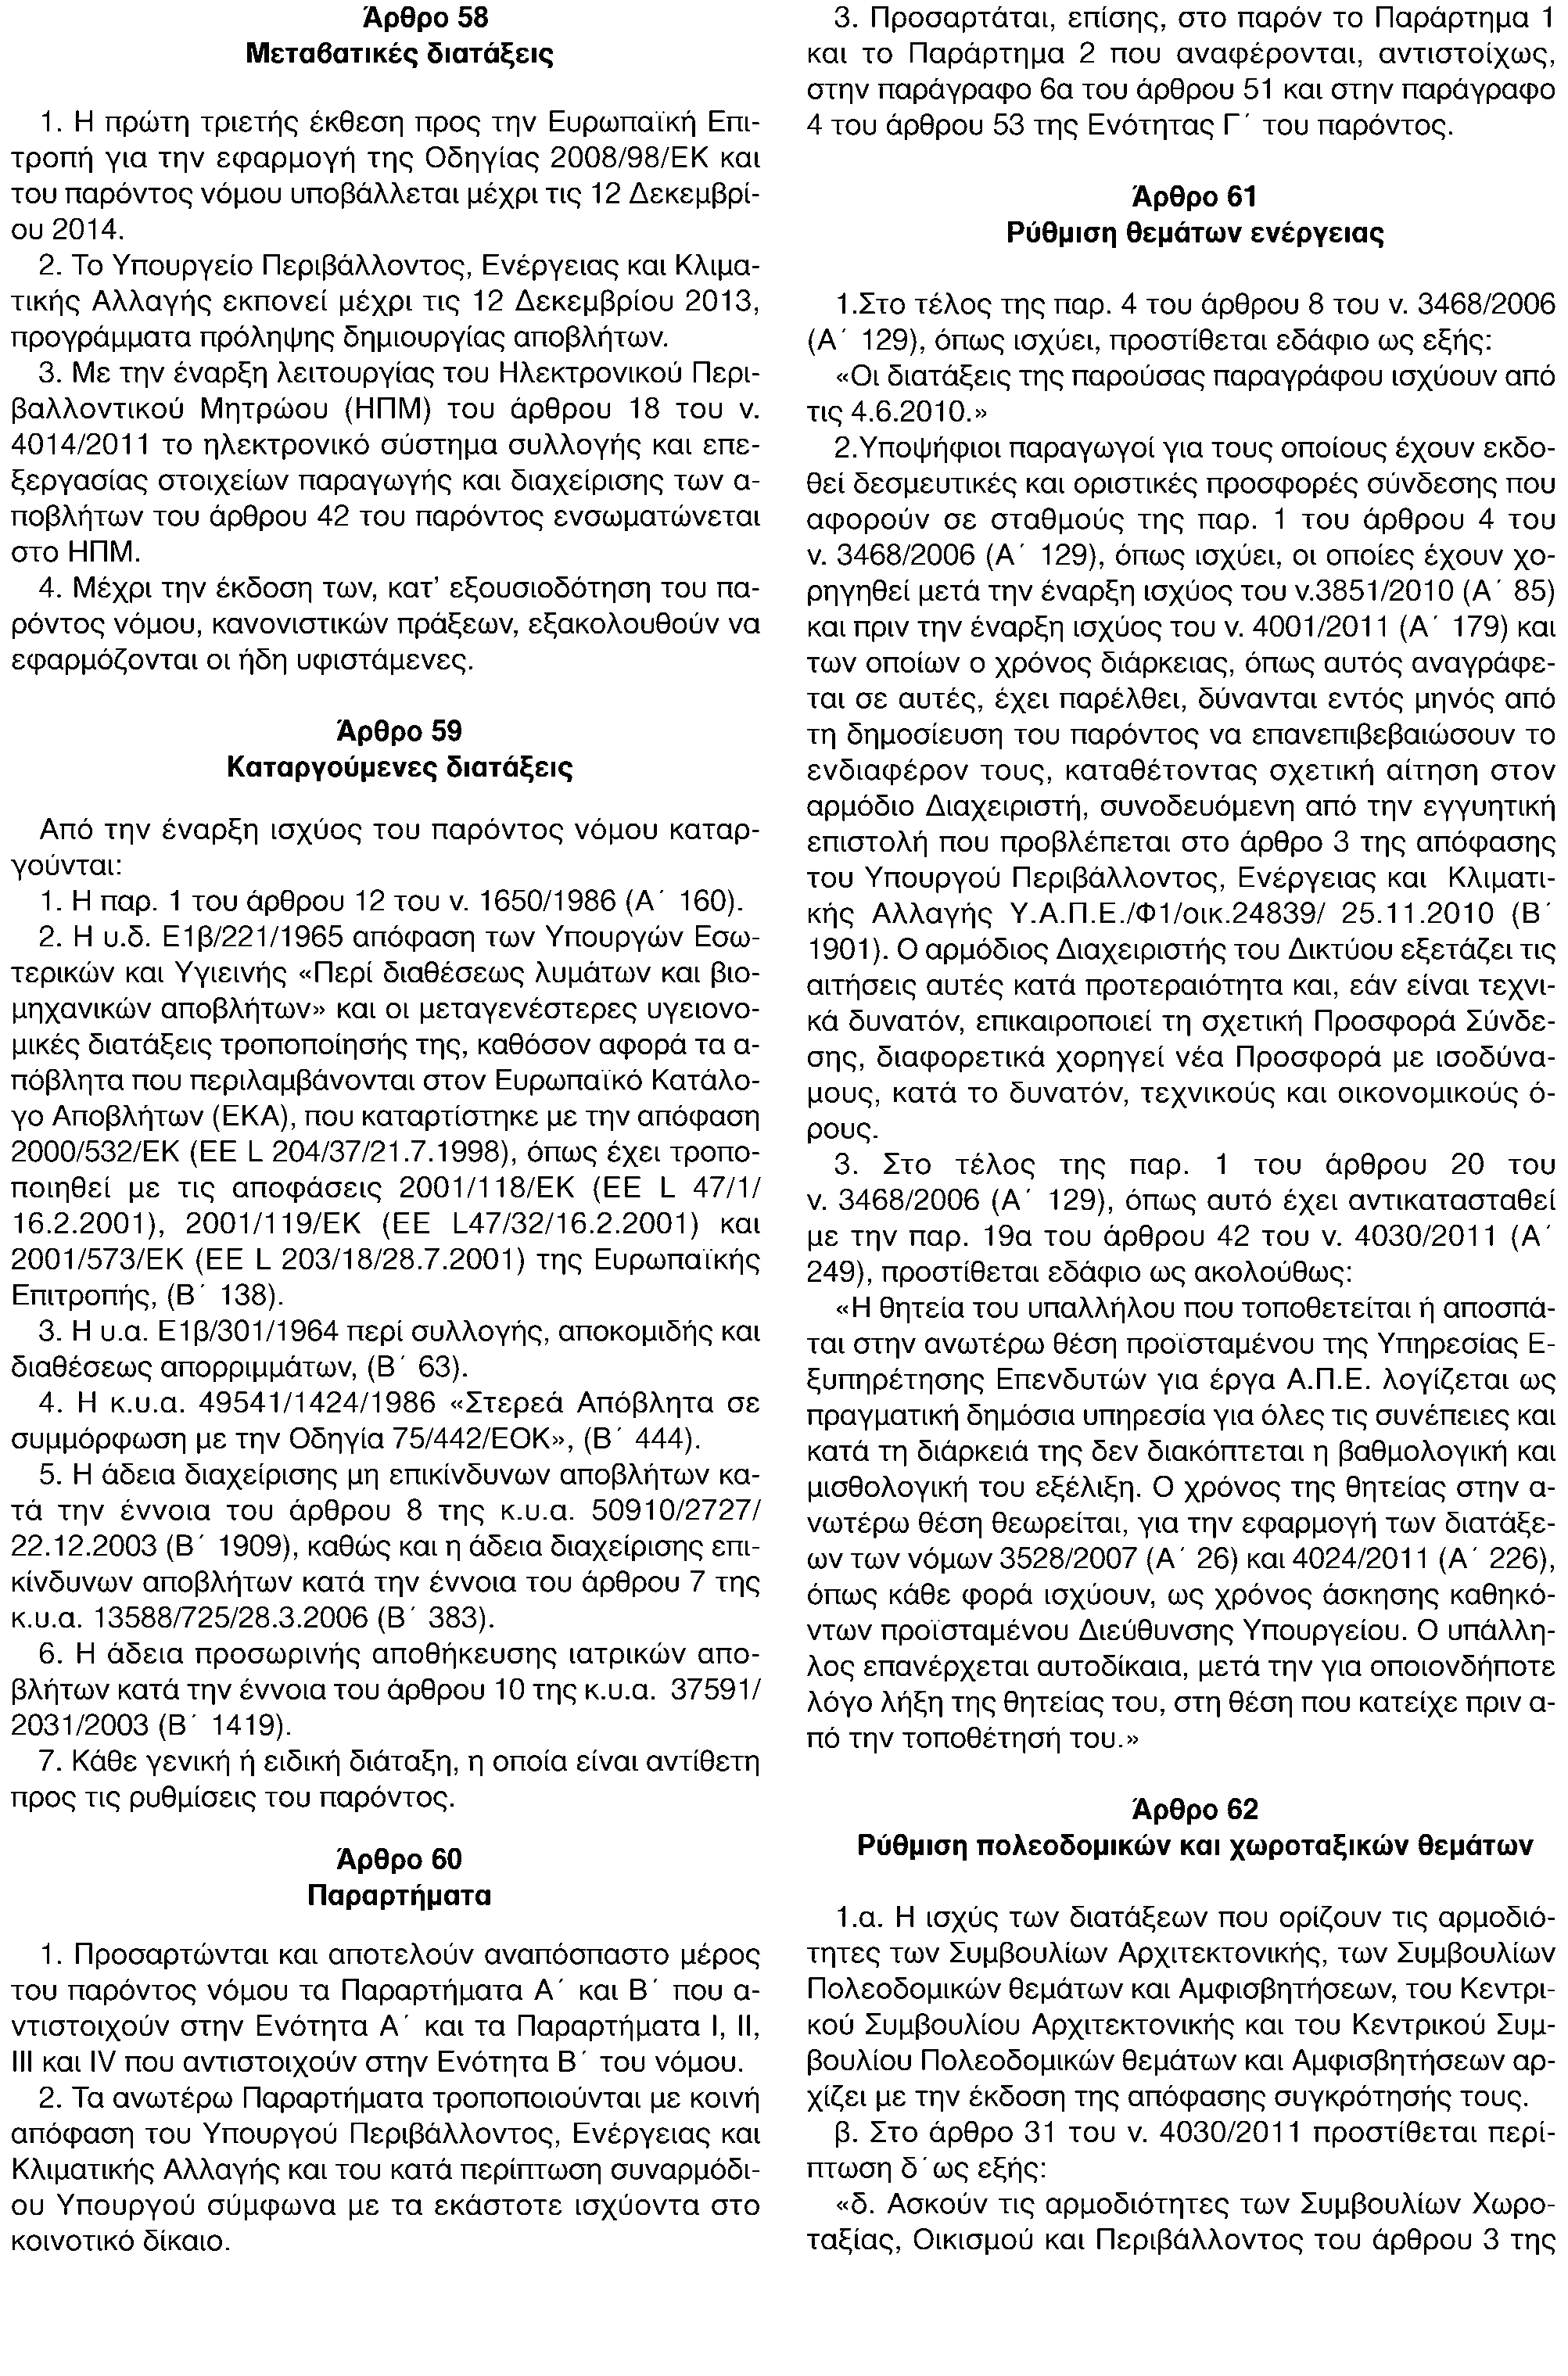 Άρθρο 58
Μεταβατικές διατάξεις
1. Η πρώτη τριετής έκθεση προς την Ευρωπαϊκή Επι-
τροπή για την εφαρμογή της Οδηγίας 2008/98/ΕΚ και
του παρόντος νόμου υποβάλλεται μέχρι τις 12 Δεκεμβρί-
ου 2014.
2. Το Υπουργείο Περιβάλλοντος, Ενέργειας και Κλιμα-
τικής Αλλαγής εκπονεί μέχρι τις 12 Δεκεμβρίου 2013,
προγράμματα πρόληψης δημιουργίας αποβλήτων.
3. Με την έναρξη λειτουργίας του Ηλεκτρονικού Περι-
βαλλοντικού Μητρώου (ΗΠΜ) του άρθρου 18 του ν.
4014/2011 το ηλεκτρονικό σύστημα συλλογής και επε-
ξεργασίας στοιχείων παραγωγής και διαχείρισης των α-
ποβλήτων του άρθρου 42 του παρόντος ενσωματώνεται
στο ΗΠΜ.
4. Μέχρι την έκδοση των, κατ’ εξουσιοδότηση του πα-
ρόντος νόμου, κανονιστικών πράξεων, εξακολουθούν να
εφαρμόζονται οι ήδη υφιστάμενες.
Άρθρο 59
Καταργούμενες διατάξεις
Από την έναρξη ισχύος του παρόντος νόμου καταρ-
γούνται:
1. Η παρ. 1 του άρθρου 12 του ν. 1650/1986 (Α΄ 160).
2. Η υ.δ. Ε1β/221/1965 απόφαση των Υπουργών Εσω-
τερικών και Υγιεινής «Περί διαθέσεως λυμάτων και βιο-
μηχανικών αποβλήτων» και οι μεταγενέστερες υγειονο-
μικές διατάξεις τροποποίησής της, καθόσον αφορά τα α-
πόβλητα που περιλαμβάνονται στον Ευρωπαϊκό Κατάλο-
γο Αποβλήτων (ΕΚΑ), που καταρτίστηκε με την απόφαση
2000/532/ΕΚ (ΕΕ L 204/37/21.7.1998), όπως έχει τροπο-
ποιηθεί με τις αποφάσεις 2001/118/ΕΚ (ΕΕ L 47/1/
16.2.2001), 2001/119/ΕΚ (ΕΕ L47/32/16.2.2001) και
2001/573/ΕΚ (ΕΕ L 203/18/28.7.2001) της Ευρωπαϊκής
Επιτροπής, (Β΄ 138).
3. Η υ.α. Ε1β/301/1964 περί συλλογής, αποκομιδής και
διαθέσεως απορριμμάτων, (Β΄ 63).
4. Η κ.υ.α. 49541/1424/1986 «Στερεά Απόβλητα σε
συμμόρφωση με την Οδηγία 75/442/ΕΟΚ», (Β΄ 444).
5. Η άδεια διαχείρισης μη επικίνδυνων αποβλήτων κα-
τά την έννοια του άρθρου 8 της κ.υ.α. 50910/2727/
22.12.2003 (Β΄ 1909), καθώς και η άδεια διαχείρισης επι-
κίνδυνων αποβλήτων κατά την έννοια του άρθρου 7 της
κ.υ.α. 13588/725/28.3.2006 (Β΄ 383).
6. Η άδεια προσωρινής αποθήκευσης ιατρικών απο-
βλήτων κατά την έννοια του άρθρου 10 της κ.υ.α. 37591/
2031/2003 (Β΄ 1419).
7. Κάθε γενική ή ειδική διάταξη, η οποία είναι αντίθετη
προς τις ρυθμίσεις του παρόντος.
Άρθρο 60
Παραρτήματα
1. Προσαρτώνται και αποτελούν αναπόσπαστο μέρος
του παρόντος νόμου τα Παραρτήματα Α΄ και Β΄ που α-
ντιστοιχούν στην Ενότητα Α΄ και τα Παραρτήματα Ι, ΙΙ,
ΙΙΙ και IV που αντιστοιχούν στην Ενότητα Β΄ του νόμου.
2. Τα ανωτέρω Παραρτήματα τροποποιούνται με κοινή
απόφαση του Υπουργού Περιβάλλοντος, Ενέργειας και
Κλιματικής Αλλαγής και του κατά περίπτωση συναρμόδι-
ου Υπουργού σύμφωνα με τα εκάστοτε ισχύοντα στο
κοινοτικό δίκαιο.
3. Προσαρτάται, επίσης, στο παρόν το Παράρτημα 1
και το Παράρτημα 2 που αναφέρονται, αντιστοίχως,
στην παράγραφο 6α του άρθρου 51 και στην παράγραφο
4 του άρθρου 53 της Ενότητας Γ΄ του παρόντος.
Άρθρο 61
Ρύθμιση θεμάτων ενέργειας
1.Στο τέλος της παρ. 4 του άρθρου 8 του ν. 3468/2006
(Α΄ 129), όπως ισχύει, προστίθεται εδάφιο ως εξής:
«Οι διατάξεις της παρούσας παραγράφου ισχύουν από
τις 4.6.2010.»
2.Υποψήφιοι παραγωγοί για τους οποίους έχουν εκδο-
θεί δεσμευτικές και οριστικές προσφορές σύνδεσης που
αφορούν σε σταθμούς της παρ. 1 του άρθρου 4 του
ν. 3468/2006 (Α΄ 129), όπως ισχύει, οι οποίες έχουν χο-
ρηγηθεί μετά την έναρξη ισχύος του ν.3851/2010 (Α΄ 85)
και πριν την έναρξη ισχύος του ν. 4001/2011 (Α΄ 179) και
των οποίων ο χρόνος διάρκειας, όπως αυτός αναγράφε-
ται σε αυτές, έχει παρέλθει, δύνανται εντός μηνός από
τη δημοσίευση του παρόντος να επανεπιβεβαιώσουν το
ενδιαφέρον τους, καταθέτοντας σχετική αίτηση στον
αρμόδιο Διαχειριστή, συνοδευόμενη από την εγγυητική
επιστολή που προβλέπεται στο άρθρο 3 της απόφασης
του Υπουργού Περιβάλλοντος, Ενέργειας και Κλιματι-
κής Αλλαγής Υ.Α.Π.Ε./Φ1/οικ.24839/ 25.11.2010 (Β΄
1901). Ο αρμόδιος Διαχειριστής του Δικτύου εξετάζει τις
αιτήσεις αυτές κατά προτεραιότητα και, εάν είναι τεχνι-
κά δυνατόν, επικαιροποιεί τη σχετική Προσφορά Σύνδε-
σης, διαφορετικά χορηγεί νέα Προσφορά με ισοδύνα-
μους, κατά το δυνατόν, τεχνικούς και οικονομικούς ό-
ρους.
3. Στο τέλος της παρ. 1 του άρθρου 20 του
ν. 3468/2006 (Α΄ 129), όπως αυτό έχει αντικατασταθεί
με την παρ. 19α του άρθρου 42 του ν. 4030/2011 (Α΄
249), προστίθεται εδάφιο ως ακολούθως:
«Η θητεία του υπαλλήλου που τοποθετείται ή αποσπά-
ται στην ανωτέρω θέση προϊσταμένου της Υπηρεσίας Ε-
ξυπηρέτησης Επενδυτών για έργα Α.Π.Ε. λογίζεται ως
πραγματική δημόσια υπηρεσία για όλες τις συνέπειες και
κατά τη διάρκειά της δεν διακόπτεται η βαθμολογική και
μισθολογική του εξέλιξη. Ο χρόνος της θητείας στην α-
νωτέρω θέση θεωρείται, για την εφαρμογή των διατάξε-
ων των νόμων 3528/2007 (Α΄ 26) και 4024/2011 (Α΄ 226),
όπως κάθε φορά ισχύουν, ως χρόνος άσκησης καθηκό-
ντων προϊσταμένου Διεύθυνσης Υπουργείου. Ο υπάλλη-
λος επανέρχεται αυτοδίκαια, μετά την για οποιονδήποτε
λόγο λήξη της θητείας του, στη θέση που κατείχε πριν α-
πό την τοποθέτησή του.»
Άρθρο 62
Ρύθμιση πολεοδομικών και χωροταξικών θεμάτων
1.α. Η ισχύς των διατάξεων που ορίζουν τις αρμοδιό-
τητες των Συμβουλίων Αρχιτεκτονικής, των Συμβουλίων
Πολεοδομικών θεμάτων και Αμφισβητήσεων, του Κεντρι-
κού Συμβουλίου Αρχιτεκτονικής και του Κεντρικού Συμ-
βουλίου Πολεοδομικών θεμάτων και Αμφισβητήσεων αρ-
χίζει με την έκδοση της απόφασης συγκρότησής τους.
β. Στο άρθρο 31 του ν. 4030/2011 προστίθεται περί-
πτωση δ΄ως εξής:
«δ. Ασκούν τις αρμοδιότητες των Συμβουλίων Χωρο-
ταξίας, Οικισμού και Περιβάλλοντος του άρθρου 3 της